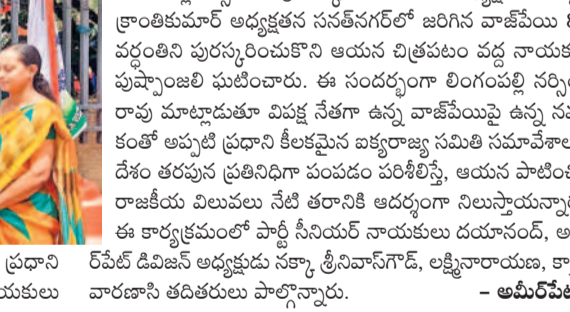 క్రాంతికుమార్ అధ్యక్షతన సనత్‌నగర్‌లో జరిగిన వాజ్‌పేయి
వర్ధంతిని పురస్కరించుకొని ఆయన చిత్రపటం వద్ద నాయక
పుష్పాంజలి ఘటించారు. ఈ సందర్భంగా లింగంపల్లి నర్సిం
రావు మాట్లాడుతూ విపక్ష నేతగా ఉన్న వాజ్‌పేయిపై ఉన్న నమ
కంతో అప్పటి ప్రధాని కీలకమైన ఐక్యరాజ్య సమితి సమావేశాల
దేశం తరపున ప్రతినిధిగా పంపడం పరిశీలిస్తే, ఆయన పాటించి
రాజకీయ విలువలు నేటి తరానికి ఆదర్శంగా నిలుస్తాయన్నార
ఈ కార్యక్రమంలో పార్టీ సీనియర్ నాయకులు దయానంద్, అ
ర్‌పేట్ డివిజన్ అధ్యక్షుడు నక్కా శ్రీనివాస్‌గౌడ్, లక్ష్మినారాయణ,
వారణాసి తదితరులు పాల్గొన్నారు. – అమీర్‌పేట
ప్రధాని
యకులు